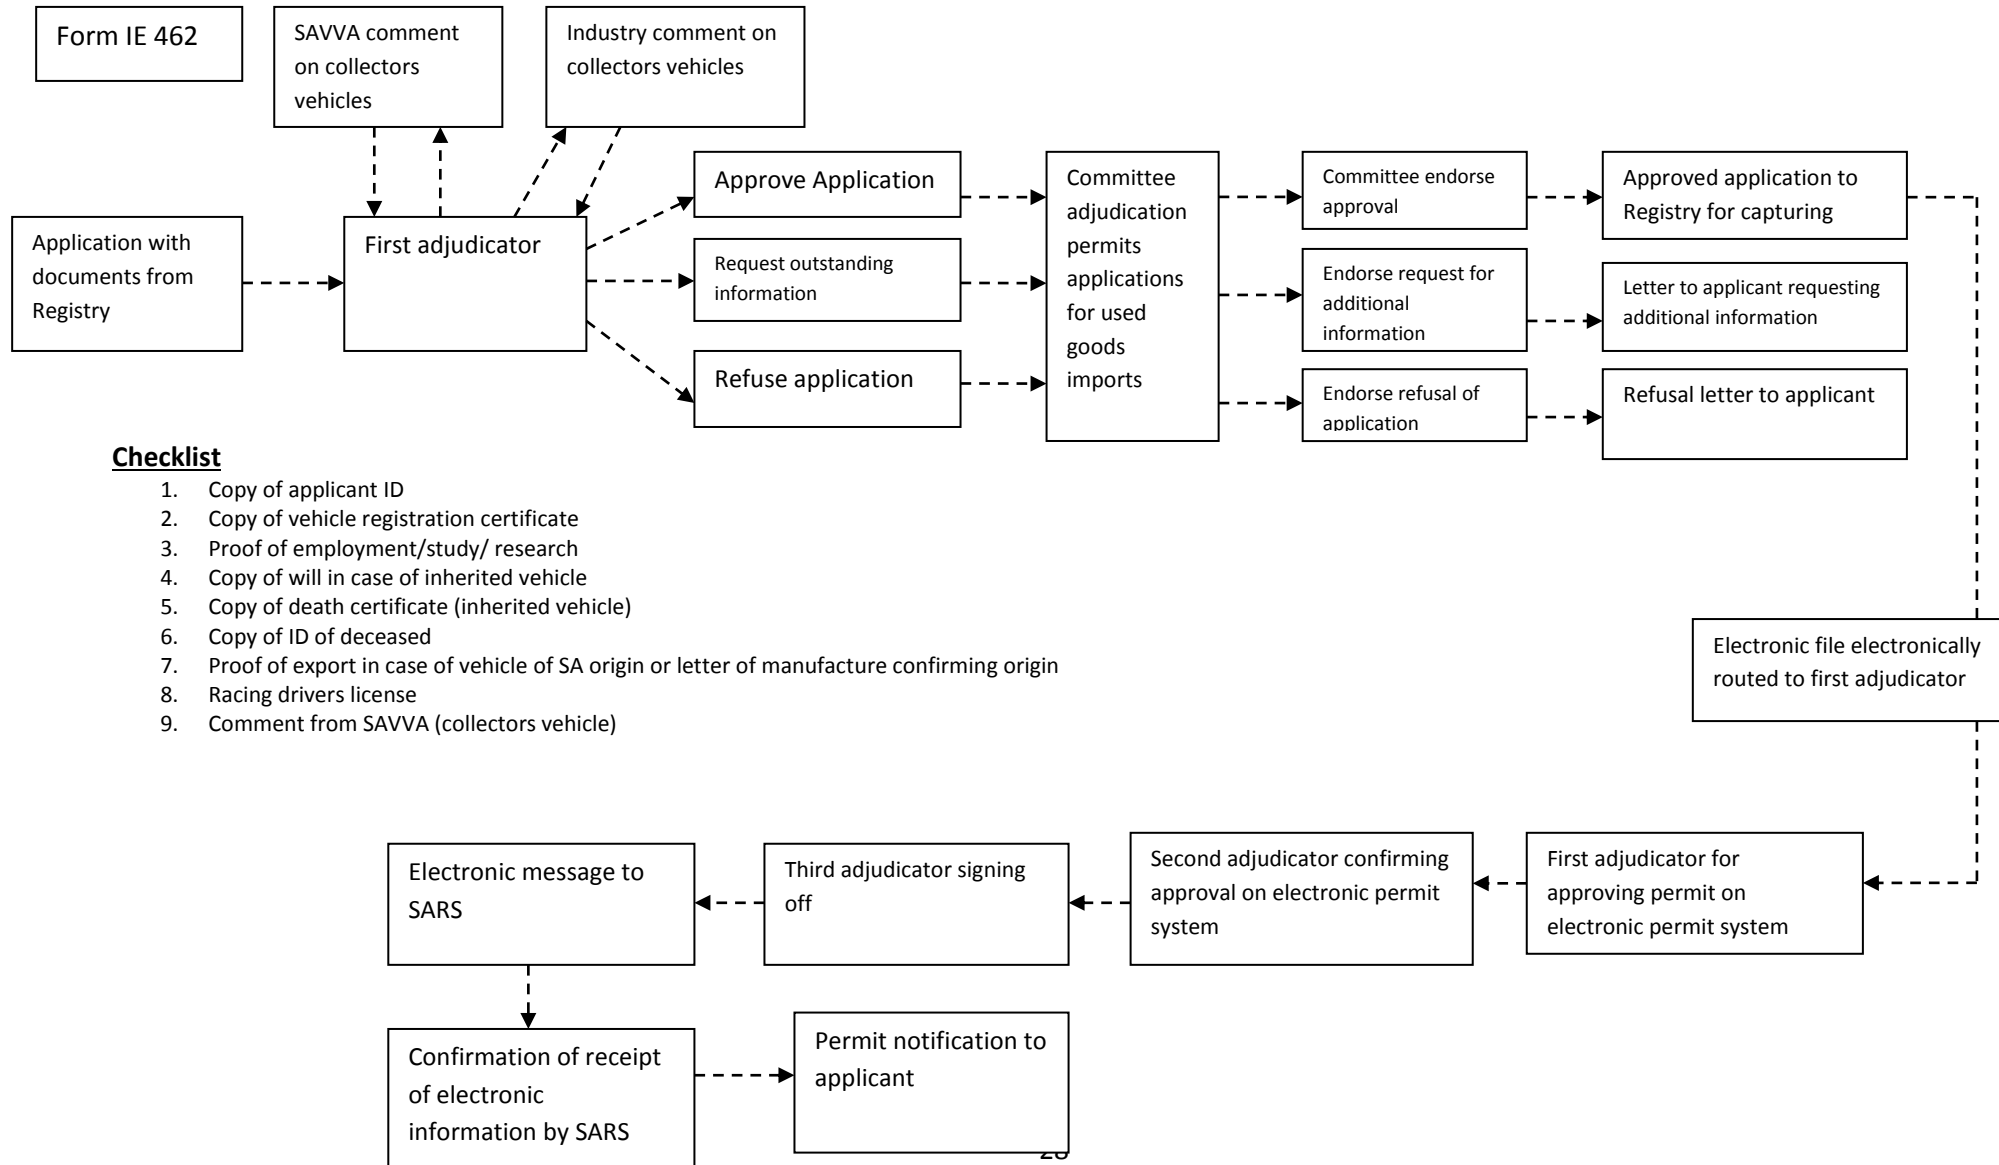 Form IE 462
SAVVA comment
on collectors
vehicles
Industry comment on
collectors vehicles
Application with
documents from
Registry
First adjudicator
Approve Application
Request outstanding
information
Refuse application
Committee
adjudication
permits
applications
for used
goods
imports
Committee endorse
approval
Endorse request for
additional
information
Endorse refusal of
application
Approved application to
Registry for capturing
Letter to applicant requesting
additional information
Refusal letter to applicant
Checklist
1. Copy of applicant ID
2. Copy of vehicle registration certificate
3. Proof of employment/study/ research
4. Copy of will in case of inherited vehicle
5. Copy of death certificate (inherited vehicle)
6. Copy of ID of deceased
7. Proof of export in case of vehicle of SA origin or letter of manufacture confirming origin
8. Racing drivers license
9. Comment from SAVVA (collectors vehicle)
Electronic file electronically
routed to first adjudicator
First adjudicator for
approving permit on
electronic permit system
Second adjudicator confirming
approval on electronic permit
system
Third adjudicator signing
off
Electronic message to
SARS
Confirmation of receipt
of electronic
information by SARS
Permit notification to
applicant